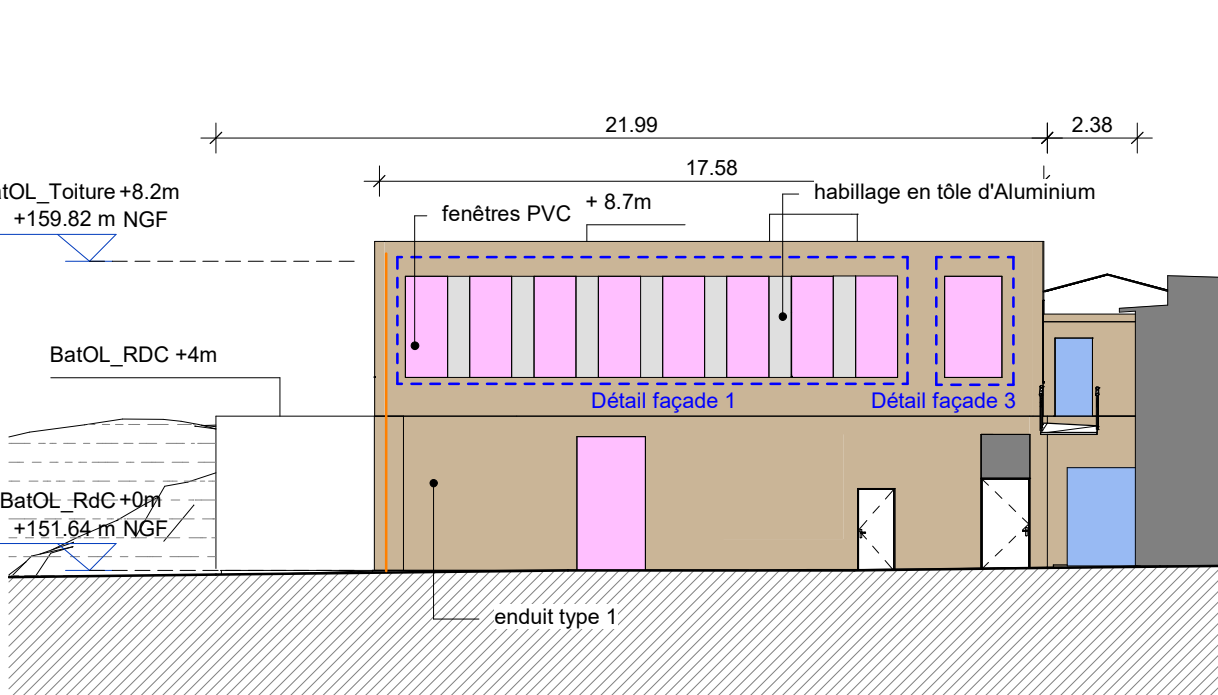 21.99
2.38
17.58
atOL_Toiture +8.2m
+159.82 m NGF
fenêtres PVC
+ 8.7m
habillage en tôle d'Aluminium
BatOL_RDC +4m
Détail façade 1
Détail façade 3
BatOL_RdC +0m
+151.64 m NGF
enduit type 1